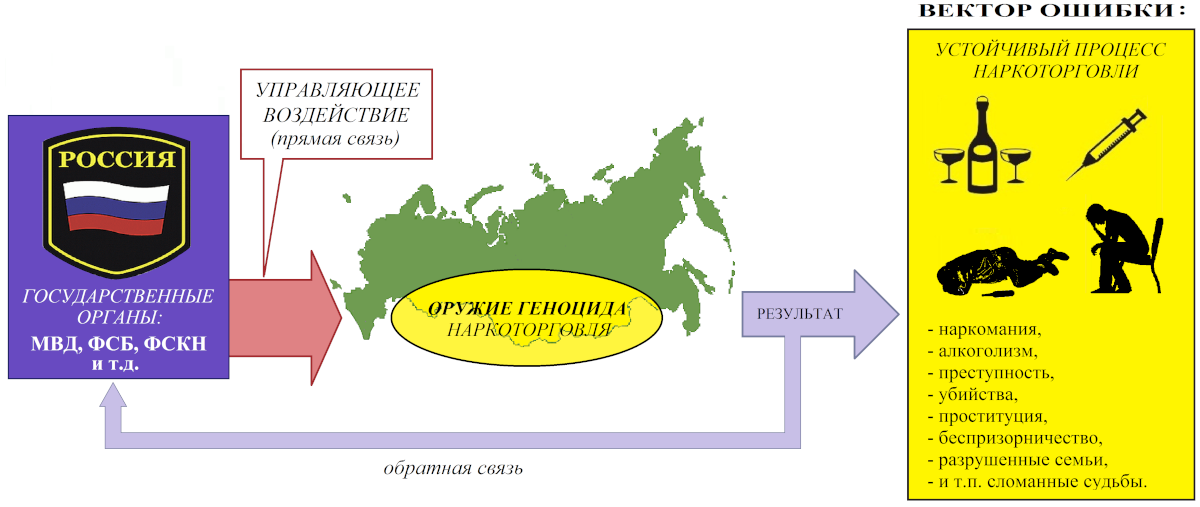 ВЕКТОР ОШИБКИ:
УСТОЙЧИВЫЙ ПРОЦЕСС
НАРКОТОРГОВЛИ
УПРАВЛЯЮЩЕЕ
ВОЗДЕЙСТВИЕ
(прямая связь)
РОССИЯ
ГОСУДАРСТВЕННЫЕ
ОРГАНЫ:
МВД, ФСБ, ФСКН
и т.д.
ОРУЖИЕ ГЕНОЦИДА:
НАРКОТОРГОВЛЯ
РЕЗУЛЬТАТ
- наркомания,
- алкоголизм,
- преступность,
- убийства,
- проституция,
- беспризорничество,
- разрушенные семьи,
- и т.п. сломанные судьбы.
обратная связь